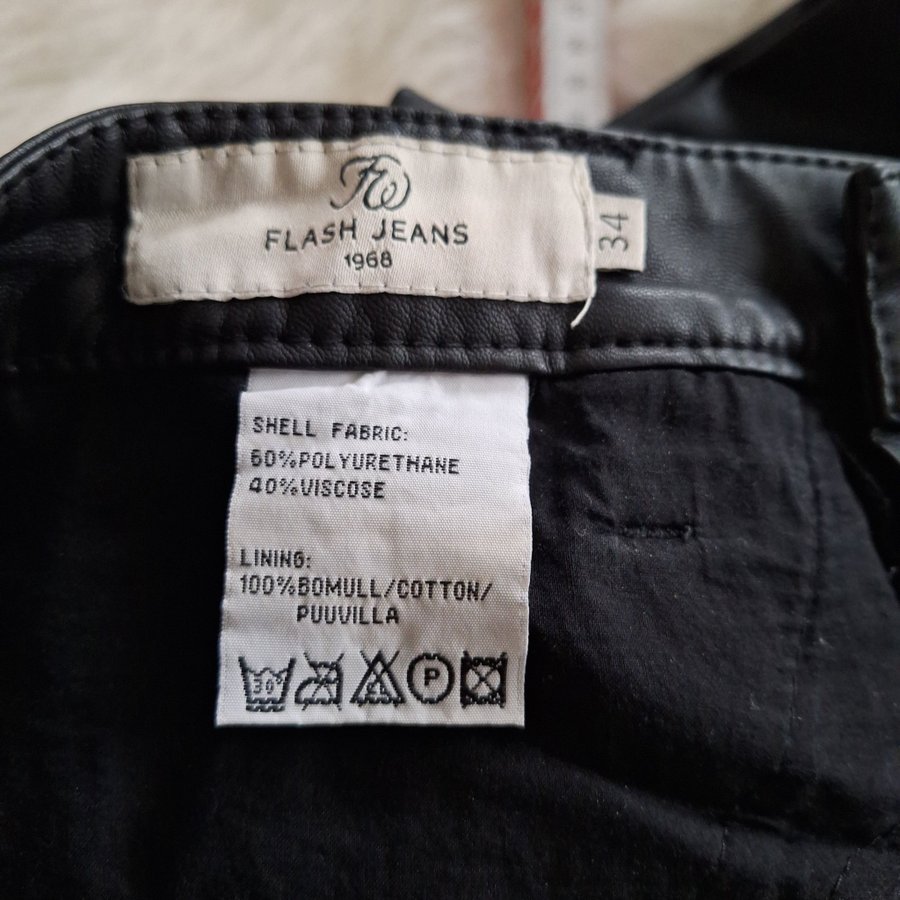 FW
FLASH JEANS
1968
34
SHELL FABRIC:
60%POLYURETHANE
40%VISCOSE
LINING:
100%BOMULL/COTTON/
PUUVILLA
30°
P